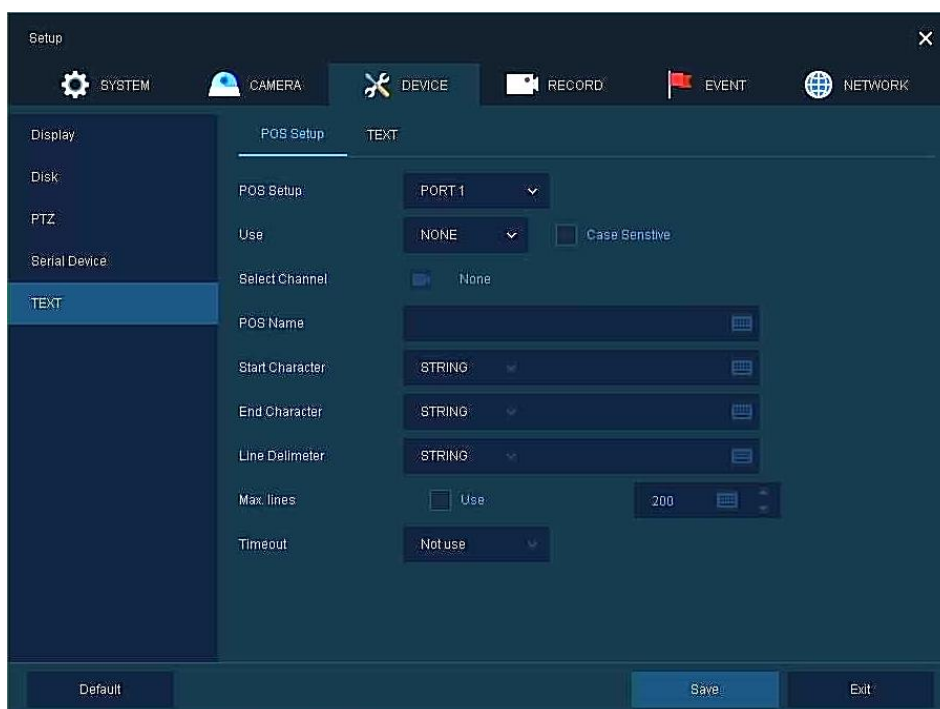 Setup
SYSTEM CAMERA DEVICE RECORD EVENT NETWORK
Display
Disk
PTZ
Serial Device
TEXT
POS Setup TEXT
POS Setup PORT 1
Use NONE Case Senstive
Select Channel None
POS Name
Start Character STRING
End Character STRING
Line Delimeter STRING
Max. lines Use 200
Timeout Not use
Default Save Exit